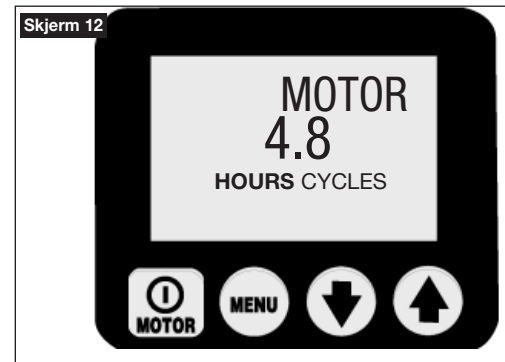 Skjerm 12
MOTOR
4.8
HOURS CYCLES
MOTOR
MENU